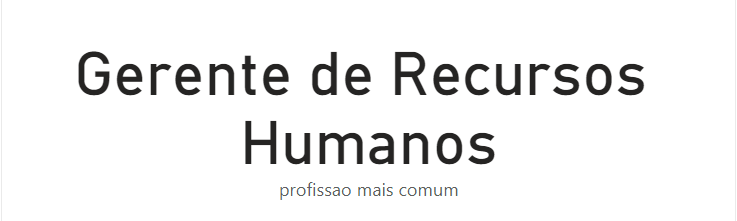 Gerente de Recursos
Humanos
profissao mais comum